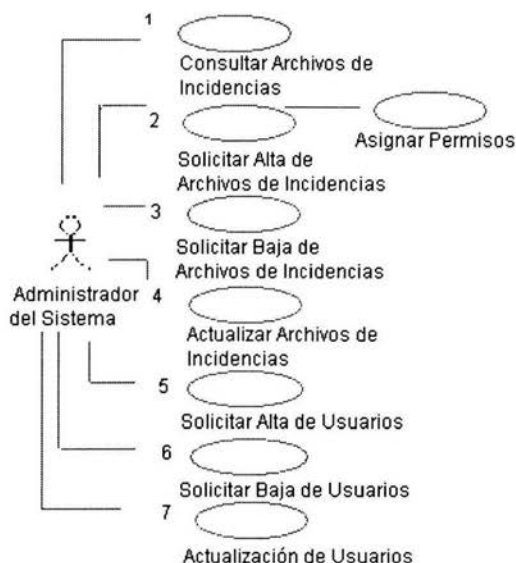 1
Consultar Archivos de
Incidencias
2
Solicitar Alta de
Archivos de Incidencias
Asignar Permisos
3
Solicitar Baja de
Archivos de Incidencias
Administrador
del Sistema
4
Actualizar Archivos de
Incidencias
5
Solicitar Alta de Usuarios
6
Solicitar Baja de Usuarios
7
Actualización de Usuarios